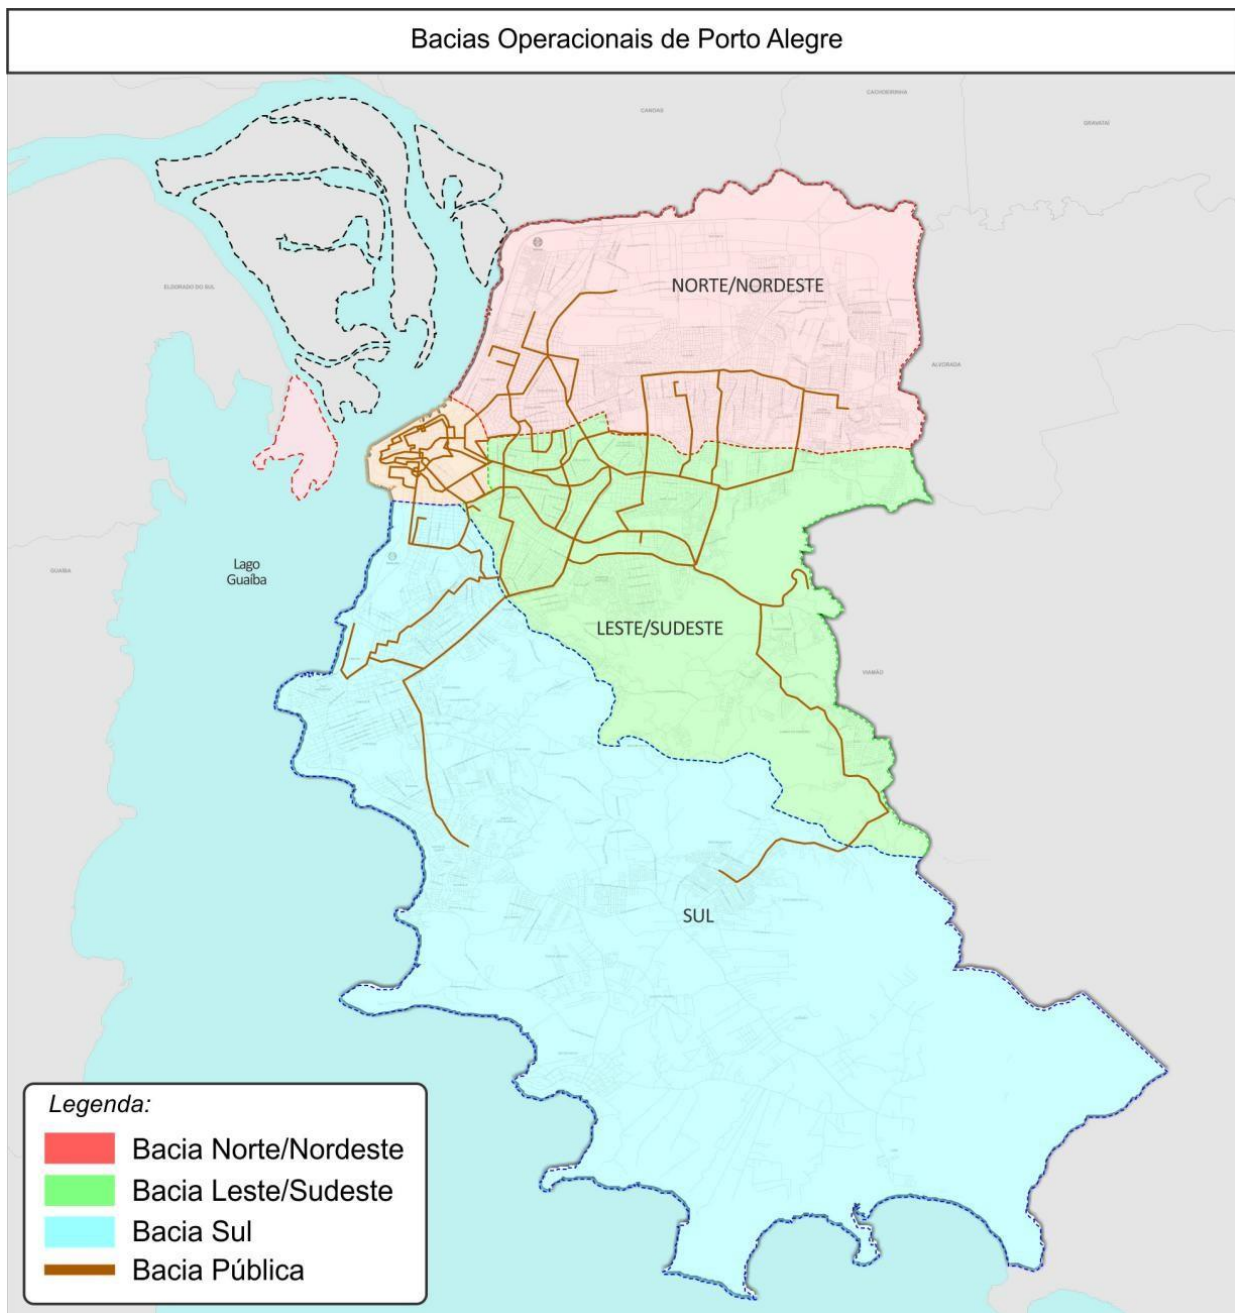 Bacias Operacionais de Porto Alegre
CACHOEIRINHA
CANOAS
GRAVATAÍ
NORTE/NORDESTE
ELDORADO DO SUL
ALVORADA
Lago
Guaíba
GUAÍBA
LESTE/SUDESTE
VIAMÃO
SUL
Legenda:
Bacia Norte/Nordeste
Bacia Leste/Sudeste
Bacia Sul
Bacia Pública